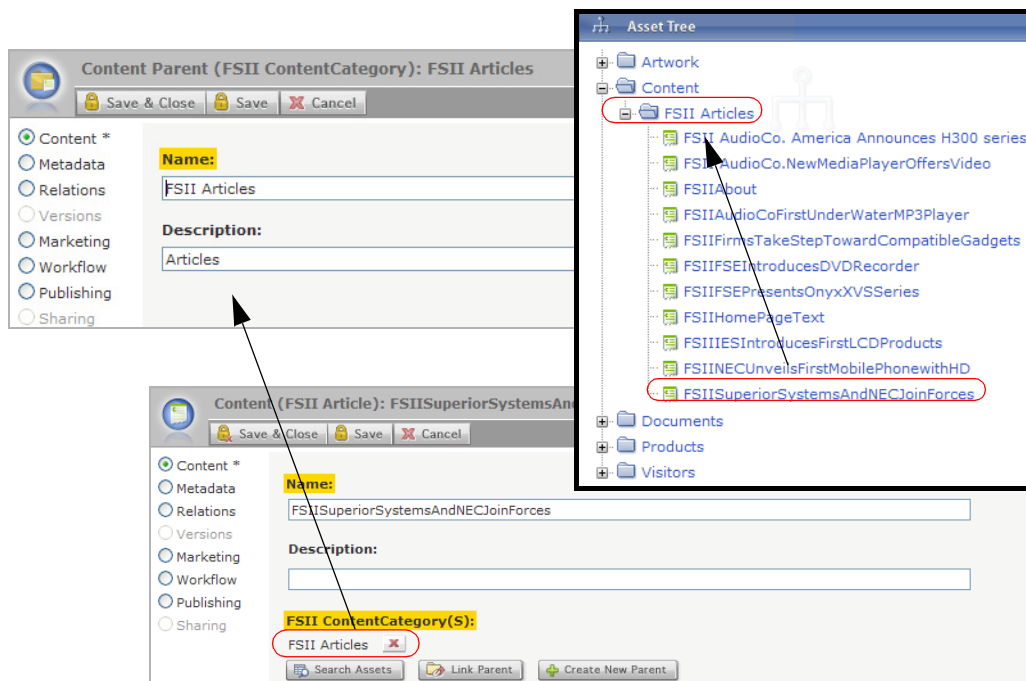 Content Parent (FSII ContentCategory): FSII Articles
Save & Close
Save
Cancel
Content *
Metadata
Relations
Versions
Marketing
Workflow
Publishing
Sharing
Name:
FSII Articles
Description:
Articles
Asset Tree
Artwork
Content
FSII Articles
FSII AudioCo. America Announces H300 series
FSII AudioCo.NewMediaPlayerOffersVideo
FSIIAbout
FSIIAudioCoFirstUnderWaterMP3Player
FSIIFirmsTakeStepTowardCompatibleGadgets
FSIIFSEIntroducesDVDRecorder
FSIIFSEPresentsOnyxXVSSeries
FSIIHomePageText
FSIIIESIntroducesFirstLCDProducts
FSIINECUnveilsFirstMobilePhonewithHD
FSIISuperiorSystemsAndNECJoinForces
Documents
Products
Visitors
Content (FSII Article): FSIISuperiorSystemsAn
Save & Close
Save
Cancel
Content *
Metadata
Relations
Versions
Marketing
Workflow
Publishing
Sharing
Name:
FSIISuperiorSystemsAndNECJoinForces
Description:
FSII ContentCategory(S):
FSII Articles
Search Assets
Link Parent
Create New Parent